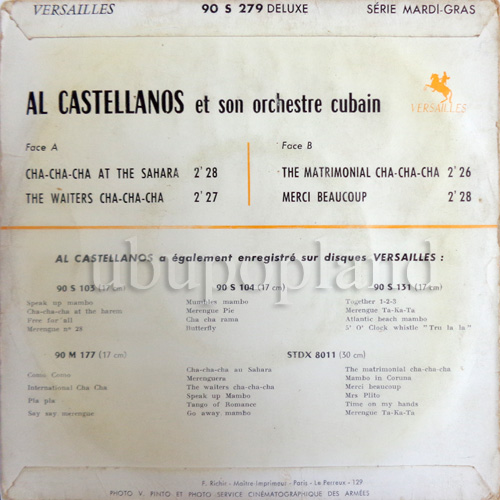 VERSAILLES 90 S 279 DELUXE SÉRIE MARDI-GRAS
AL CASTELLANOS et son orchestre cubain
VERSAILLES
Face A
CHA-CHA-CHA AT THE SAHARA 2'28
THE WAITERS CHA-CHA-CHA 2'27
Face B
THE MATRIMONIAL CHA-CHA-CHA 2'26
MERCI BEAUCOUP 2'28
AL CASTELLANOS a également enregistré sur disques VERSAILLES :
ubupopland
90 S 103 (17 cm)
Speak up mambo
Cha-cha-cha at the harem
Free for all
Merengue nº 28
90 S 104 (17 cm)
Mumbles mambo
Merengue Pie
Cha cha rama
Butterfly
90 S 131 (17 cm)
Together 1-2-3
Merengue Ta-Ka-Ta
Atlantic beach mambo
5' O' Clock whistle "Tra la la"
90 M 177 (17 cm)
Comic Comic
International Cha Cha
Pla pla
Say say merengue
STDX 8011 (30 cm)
Cha-cha-cha au Sahara
Merenguera
The waiters cha-cha-cha
Speak up Mambo
Tango of Romance
Go away mambo
The matrimonial cha-cha-cha
Mambo in Coruna
Merci beaucoup
Mrs Plito
Time on my hands
Merengue Ta-Ka-Ta
P. Richir - Maître-Imprimeur - Paris - Le Perreux - 129
PHOTO V. PINTO ET PHOTO SERVICE CINÉMATOGRAPHIQUE DES ARMÉES